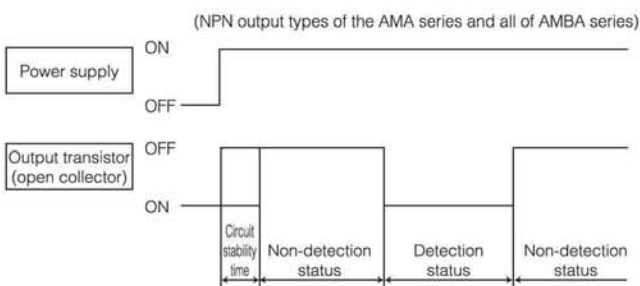 (NPN output types of the AMA series and all of AMBA series)
Power supply
ON
OFF
Output transistor
(open collector)
OFF
ON
Circuit
stability
time
Non-detection
status
Detection
status
Non-detection
status